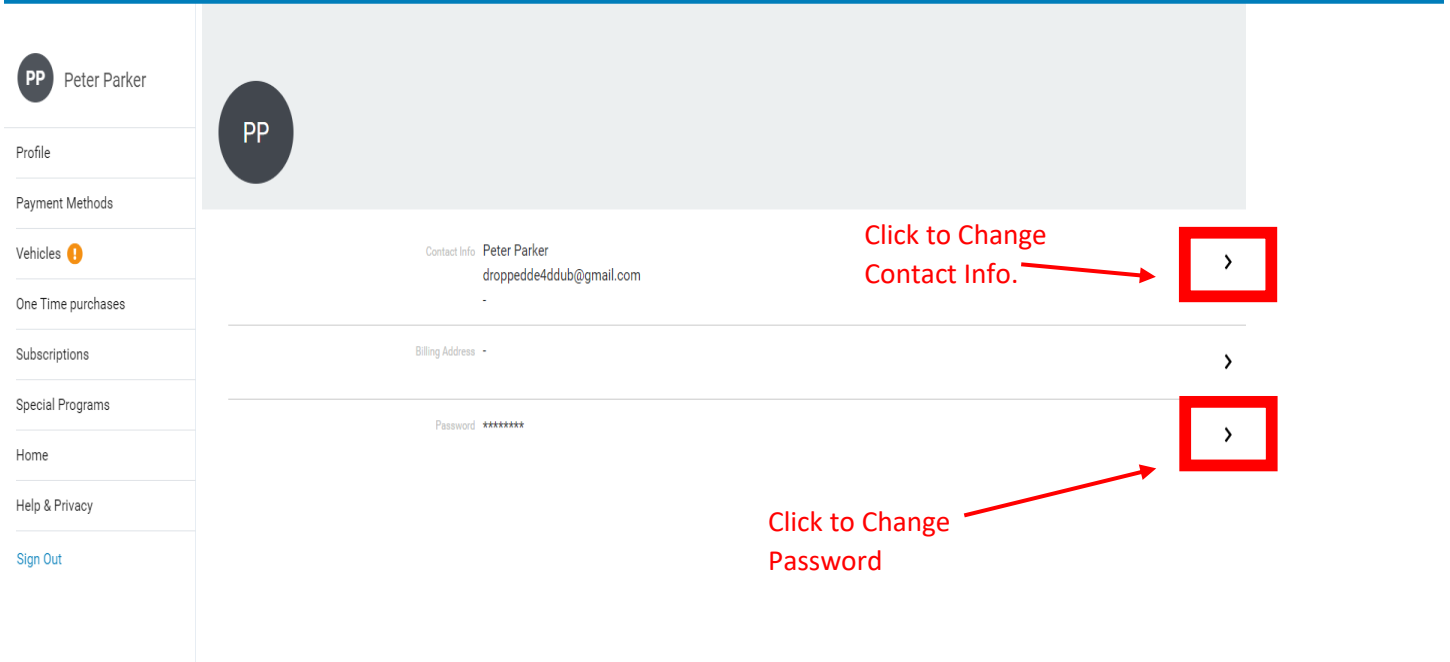 PP Peter Parker
Profile
Payment Methods
Vehicles !
One Time purchases
Subscriptions
Special Programs
Home
Help & Privacy
Sign Out
PP
Contact Info Peter Parker
droppedde4ddub@gmail.com
-
Click to Change
Contact Info.
>
Billing Address -
>
Password ********
>
Click to Change
Password